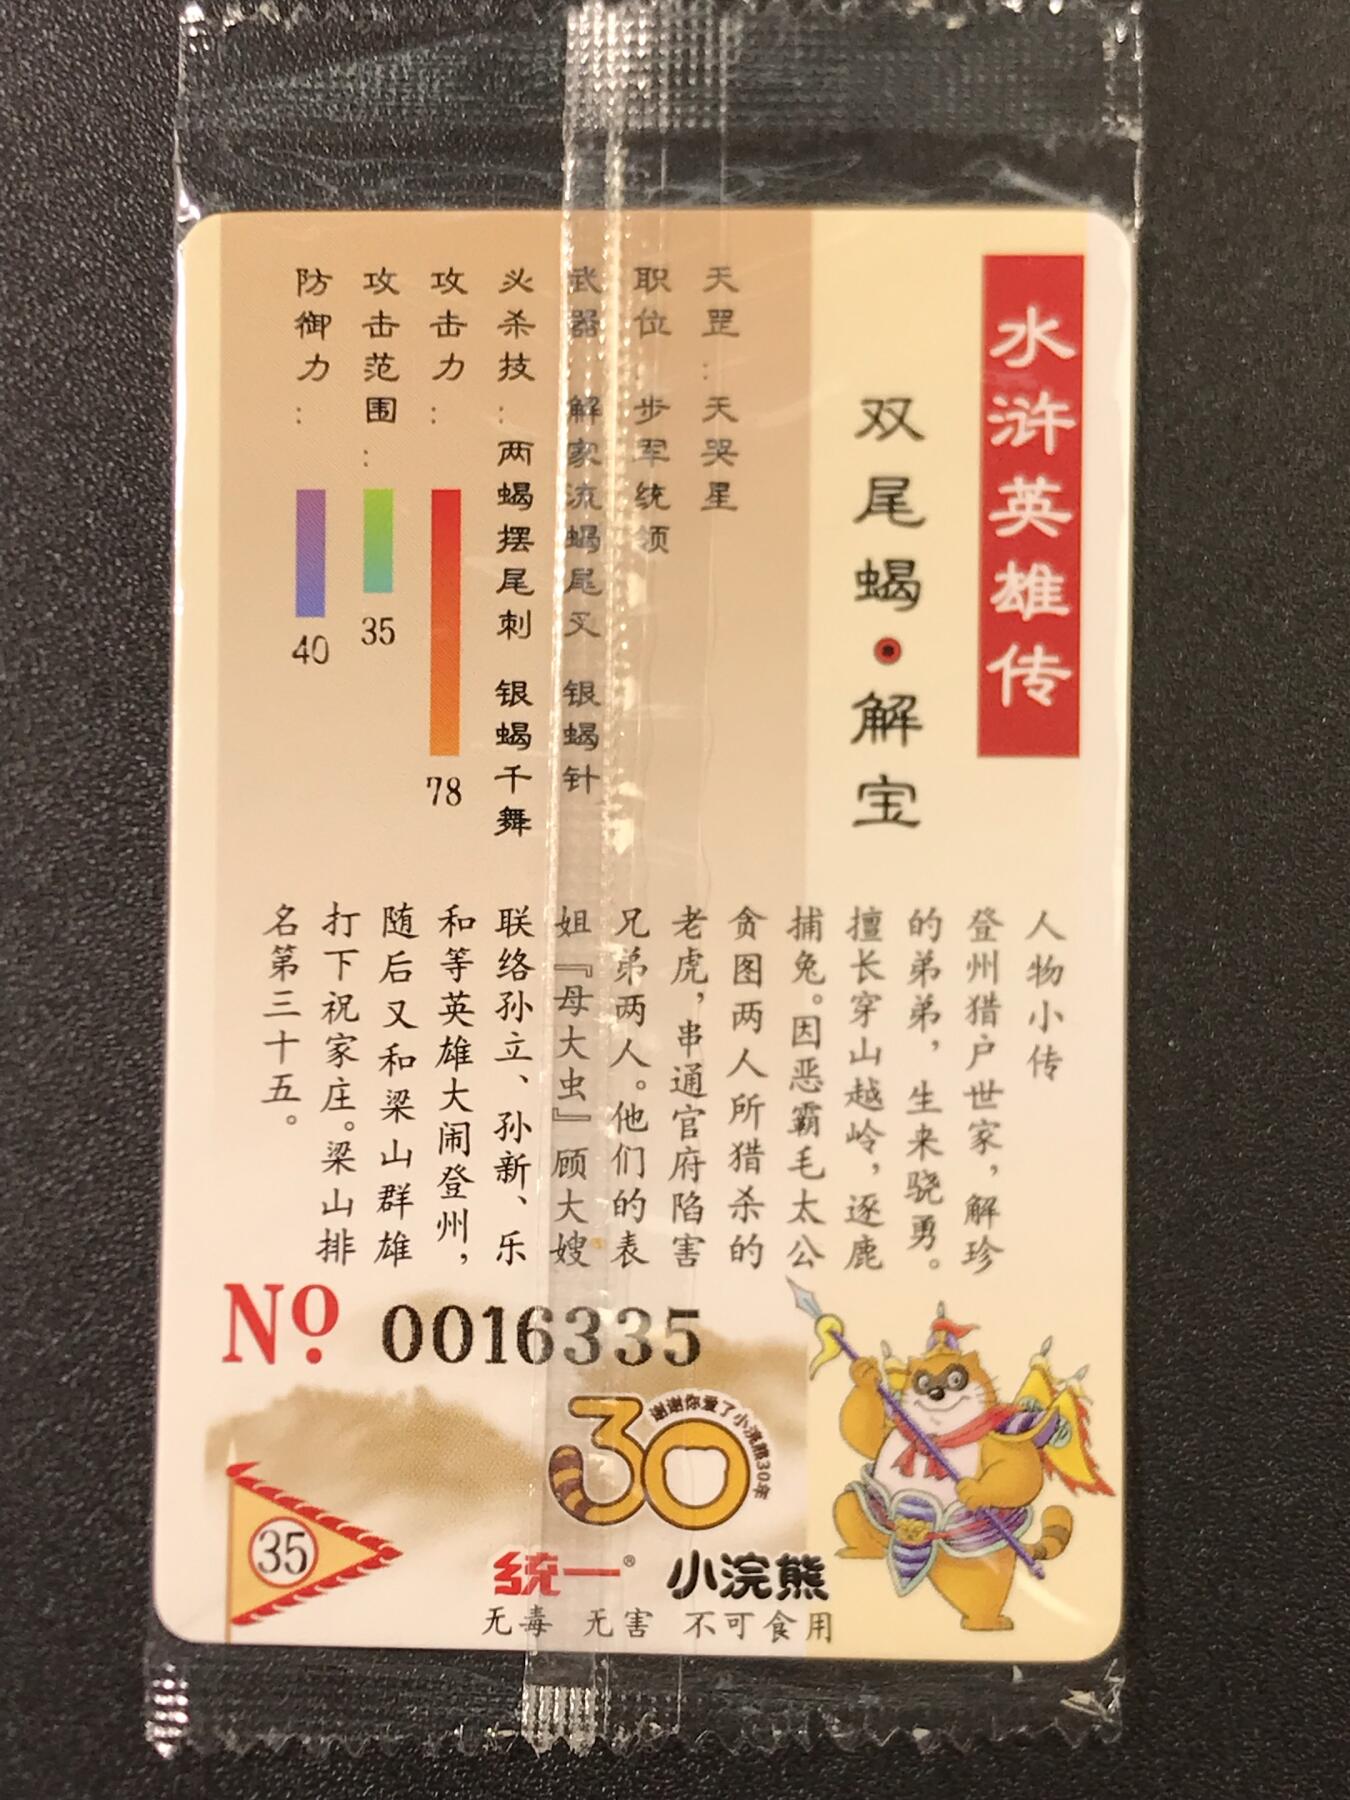 水浒英雄传
双尾蝎·解宝
天罡：天哭星
职位 步军统领
武器 解家流蝎尾叉 银蝎针
必杀技：两蝎摆尾刺 银蝎千舞
攻击力：
78
攻击范围：
35
防御力：
40
人物小传
登州猎户世家，解珍
的弟弟，生来骁勇。
擅长穿山越岭，逐鹿
捕兔。因恶霸毛太公
贪图两人所猎杀的
老虎，串通官府陷害
兄弟两人。他们的表
姐『母大虫』顾大嫂
联络孙立、孙新、乐
和等英雄大闹登州，
随后又和梁山群雄
打下祝家庄。梁山排
名第三十五。
No. 0016335
30
谢谢你爱了小浣熊30年
35
统一® 小浣熊
无毒 无害 不可食用